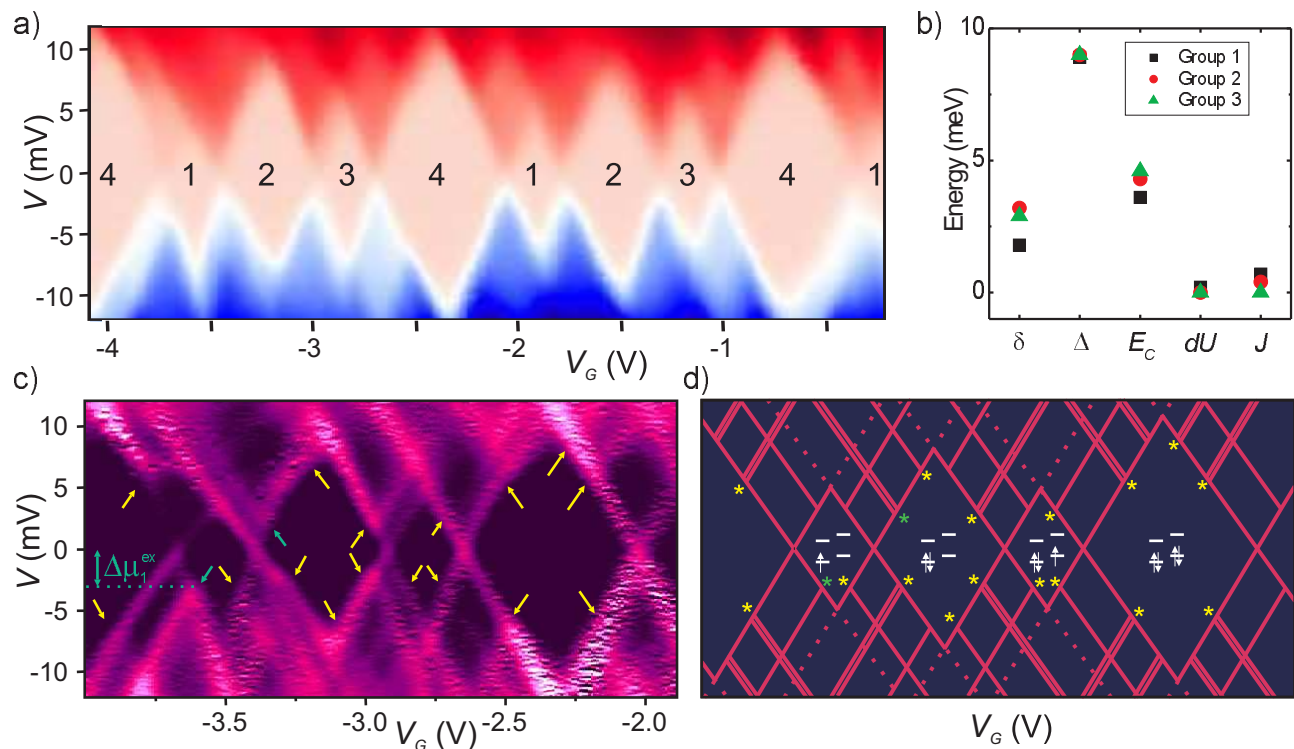 a)
V (mV)
10
5
0
-5
-10
4 1 2 3 4 1 2 3 4 1
-4 -3 -2 -1
V_G (V)
b)
Energy (meV)
10
5
0
Group 1
Group 2
Group 3
δ Δ E_C dU J
c)
V (mV)
10
5
0
-5
-10
Δμ₁ᵉˣ
-3.5 -3.0 -2.5 -2.0
V_G (V)
d)
* * * * * * * * * * * * * * * * *
V_G (V)